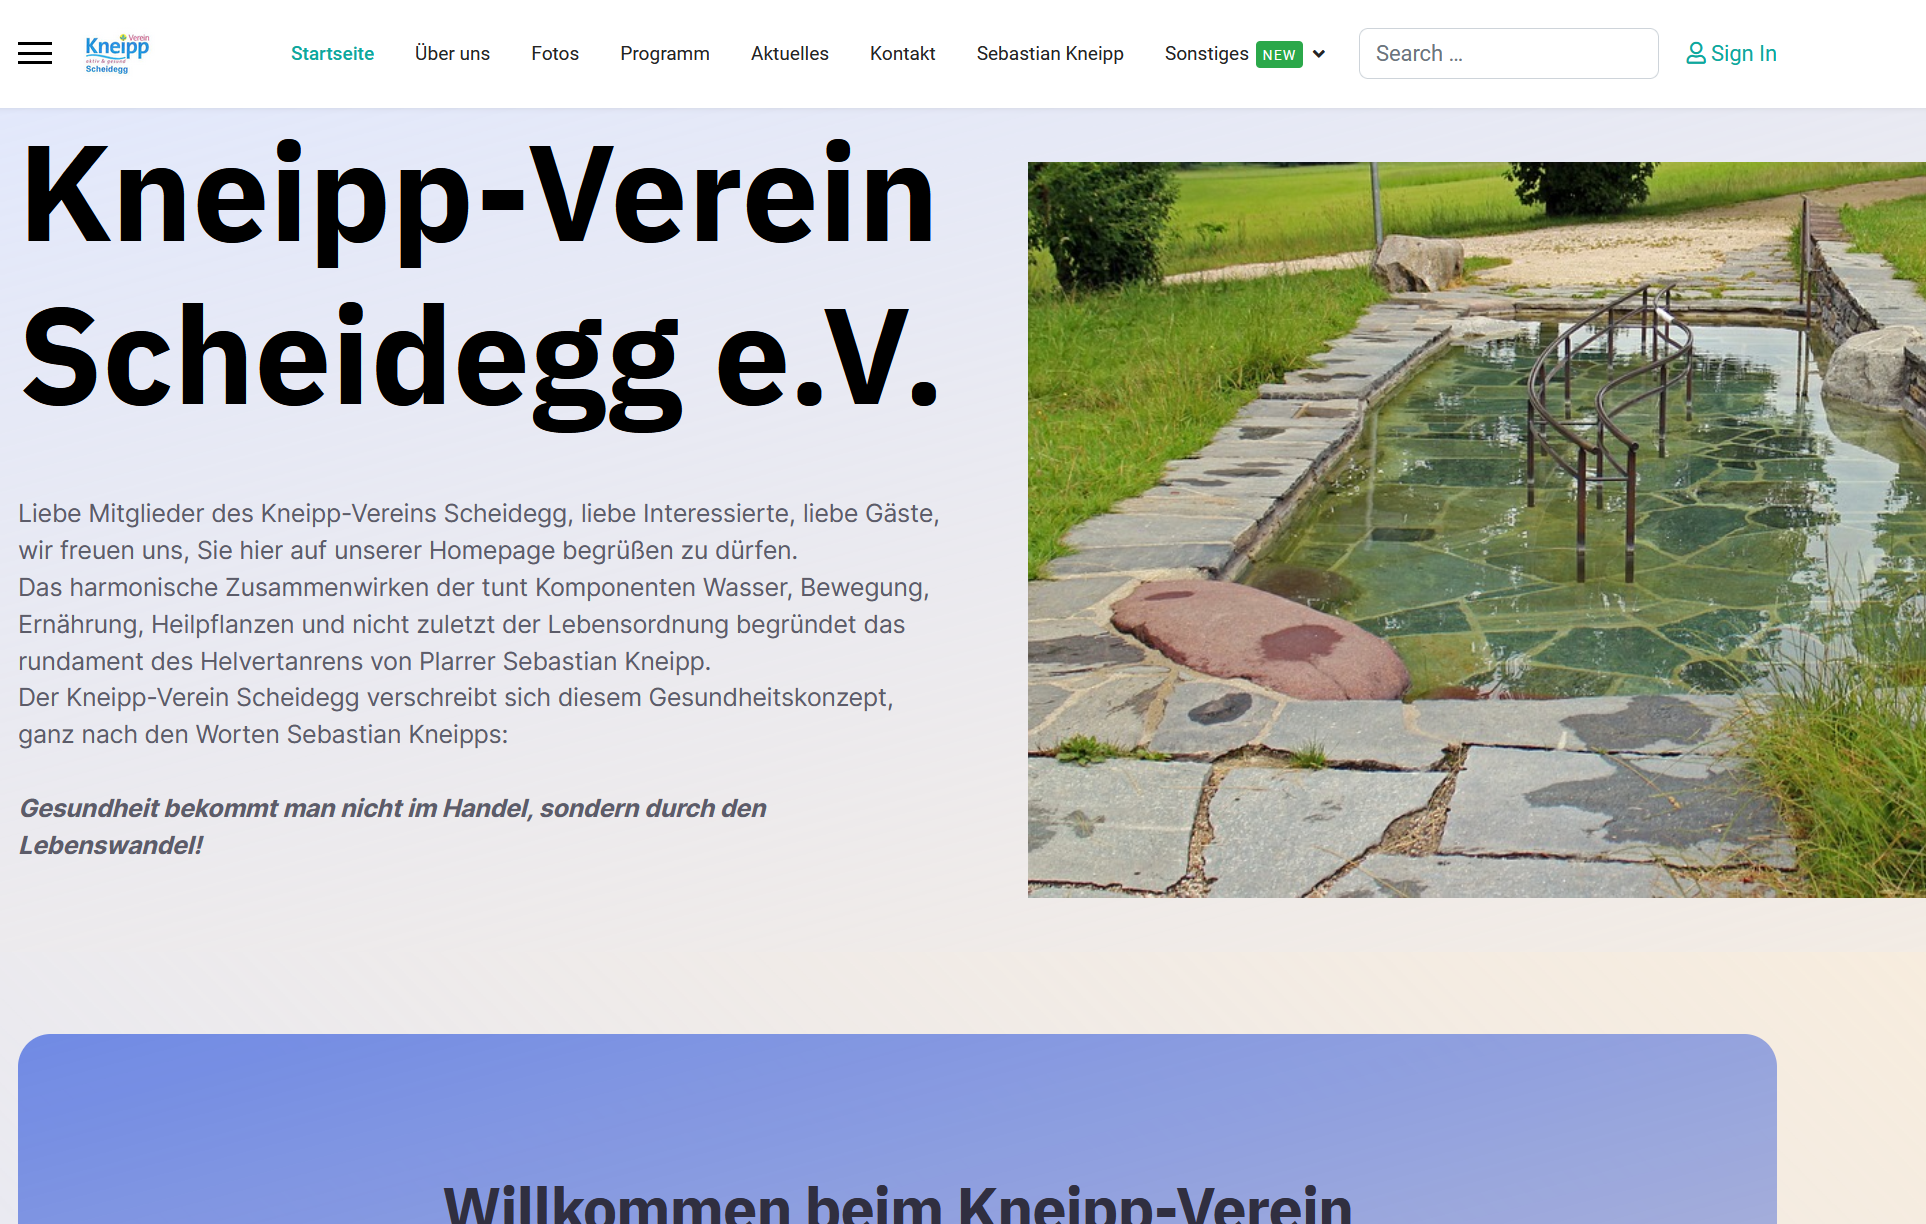 Verein
Kneipp
aktiv & gesund
Scheidegg
Startseite
Über uns
Fotos
Programm
Aktuelles
Kontakt
Sebastian Kneipp
Sonstiges NEW
Search ...
Sign In
Kneipp-Verein
Scheidegg e.V.
Liebe Mitglieder des Kneipp-Vereins Scheidegg, liebe Interessierte, liebe Gäste,
wir freuen uns, Sie hier auf unserer Homepage begrüßen zu dürfen.
Das harmonische Zusammenwirken der tunt Komponenten Wasser, Bewegung,
Ernährung, Heilpflanzen und nicht zuletzt der Lebensordnung begründet das
rundament des Helvertanrens von Plarrer Sebastian Kneipp.
Der Kneipp-Verein Scheidegg verschreibt sich diesem Gesundheitskonzept,
ganz nach den Worten Sebastian Kneipps:
Gesundheit bekommt man nicht im Handel, sondern durch den
Lebenswandel!
Willkommen beim Kneipp-Verein